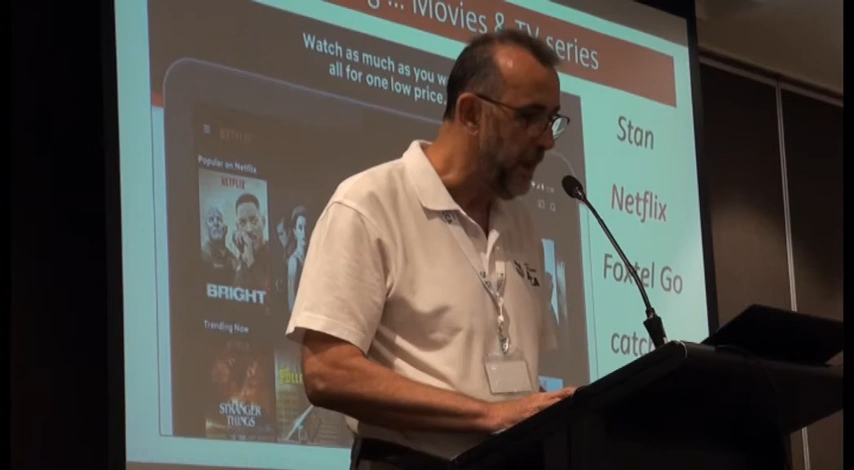 ... Movies & TV series
Watch as much as you
all for one low price.
NETFLIX
Popular on Netflix
NETFLIX
BRIGHT
Trending Now
STRANGER
THINGS
Stan
Netflix
Foxtel Go